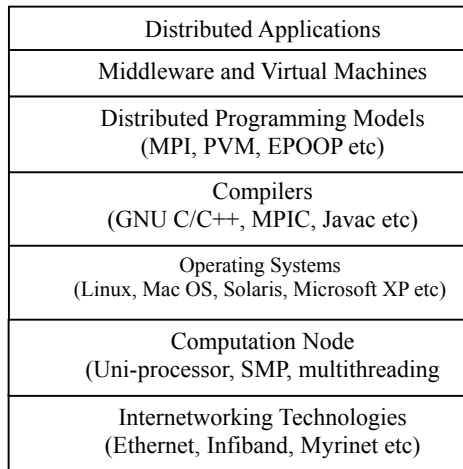 Distributed Applications
Middleware and Virtual Machines
Distributed Programming Models
(MPI, PVM, EPOOP etc)
Compilers
(GNU C/C++, MPIC, Javac etc)
Operating Systems
(Linux, Mac OS, Solaris, Microsoft XP etc)
Computation Node
(Uni-processor, SMP, multithreading
Internetworking Technologies
(Ethernet, Infiband, Myrinet etc)